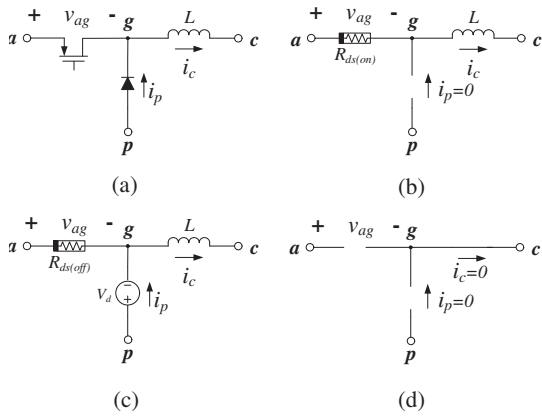 + v_ag - g L
a i_c c
i_p
p
(a)
+ v_ag - g L
a R_ds(on) i_c c
i_p=0
p
(b)
+ v_ag - g L
a R_ds(off) i_c c
V_d − + i_p
p
(c)
+ v_ag - g
a i_c=0 c
i_p=0
p
(d)